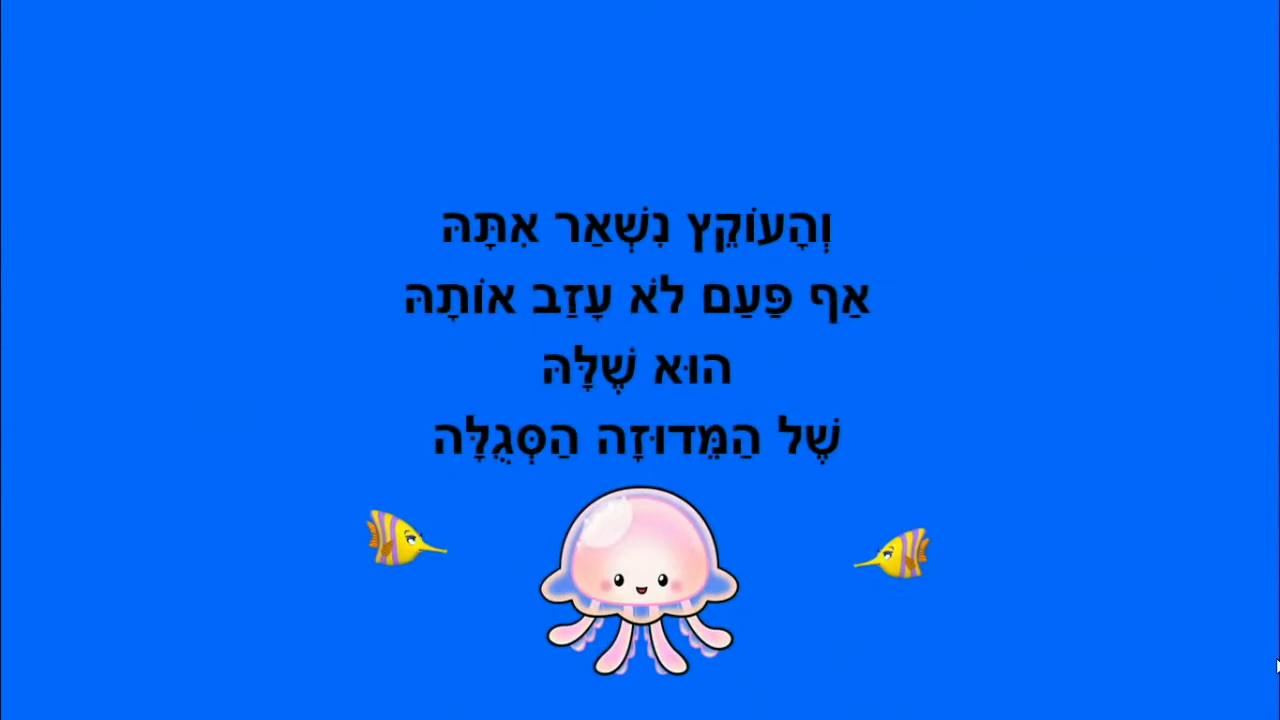 וְהָעוֹקֵץ נִשְׁאַר אִתָּהּ
אַף פַּעַם לֹא עָזַב אוֹתָהּ
הוּא שֶׁלָּהּ
שֶׁל הַמֵּדוּזָה הַסְּגֻלָּה